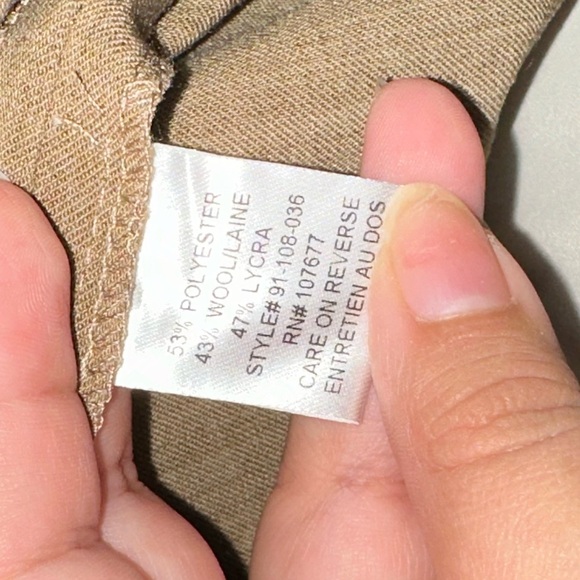 53% POLYESTER
43% WOOL/LAINE
47% LYCRA
STYLE# 91-108-036
RN# 107677
CARE ON REVERSE
ENTRETIEN AU DOS